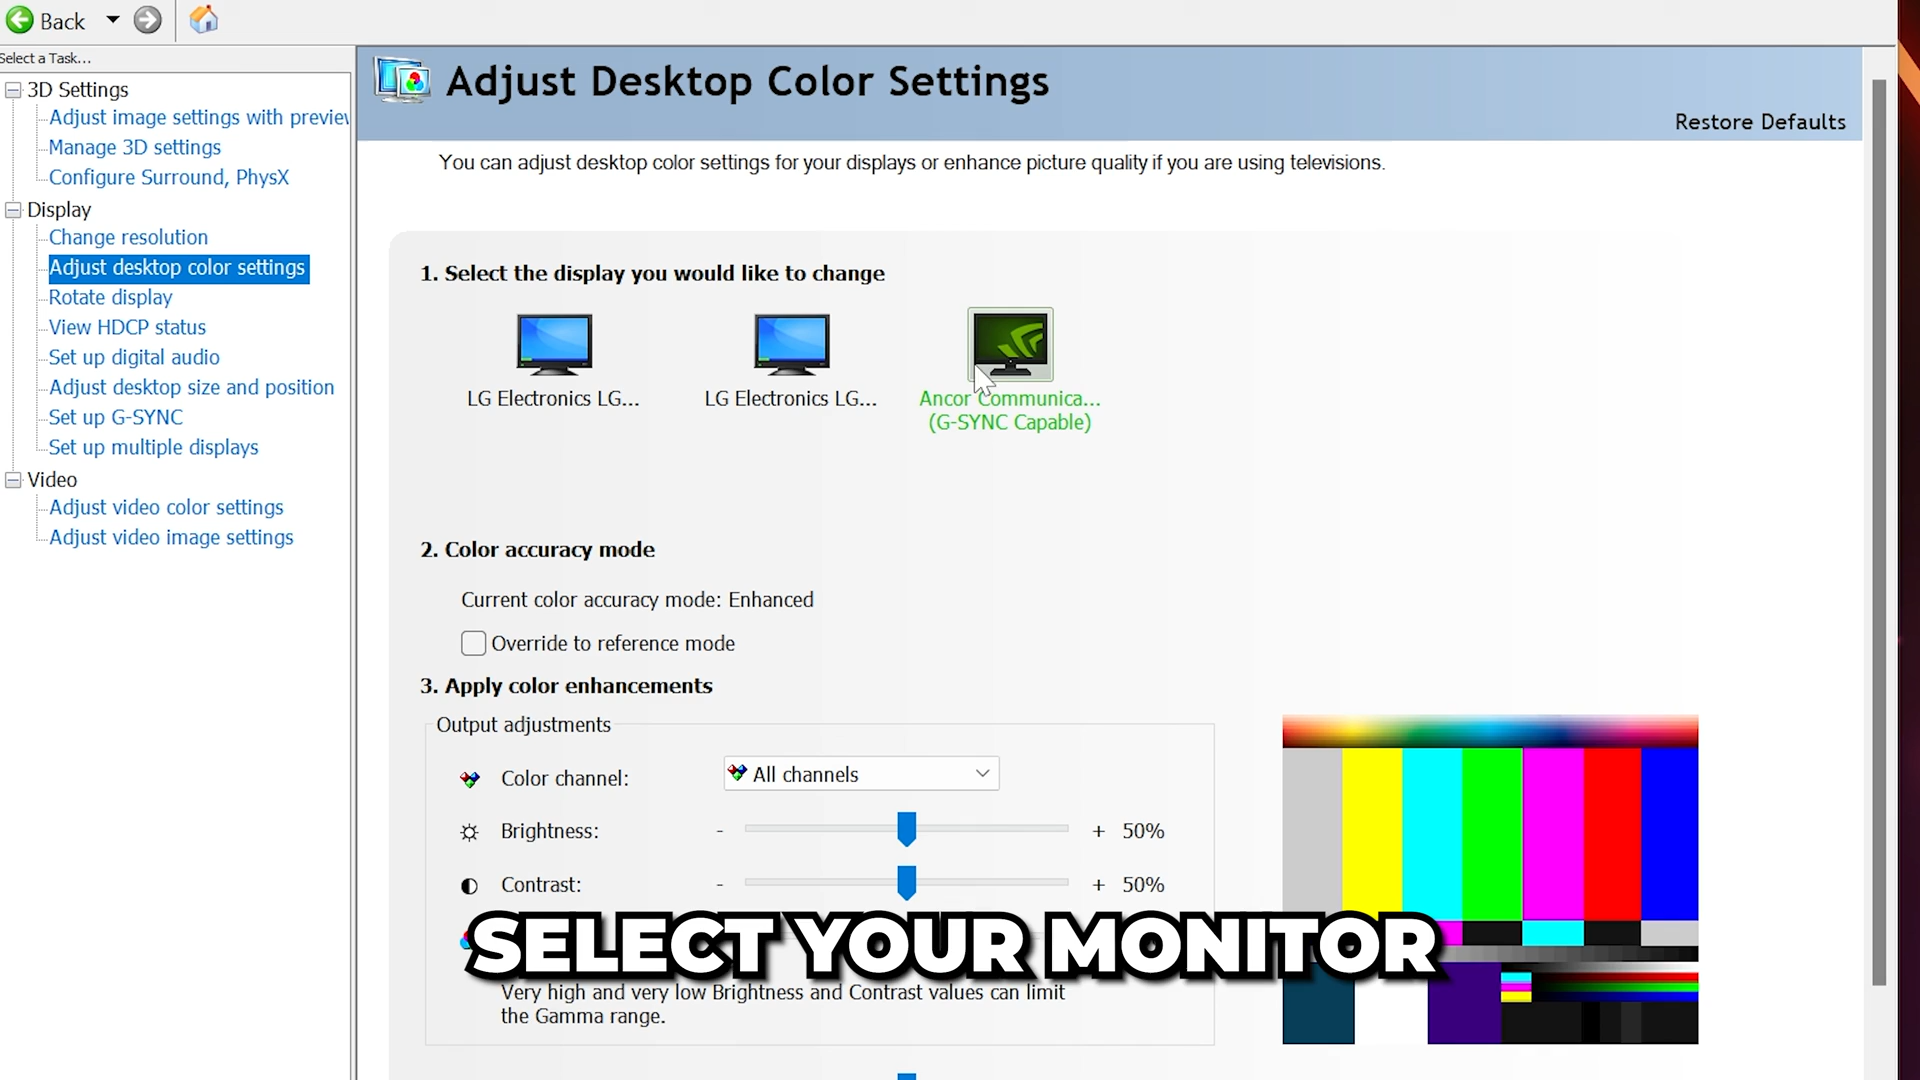 Back
Select a Task...
3D Settings
Adjust image settings with preview
Manage 3D settings
Configure Surround, PhysX
Display
Change resolution
Adjust desktop color settings
Rotate display
View HDCP status
Set up digital audio
Adjust desktop size and position
Set up G-SYNC
Set up multiple displays
Video
Adjust video color settings
Adjust video image settings
Adjust Desktop Color Settings
Restore Defaults
You can adjust desktop color settings for your displays or enhance picture quality if you are using televisions.
1. Select the display you would like to change
LG Electronics LG...
LG Electronics LG...
Ancor Communica...
(G-SYNC Capable)
2. Color accuracy mode
Current color accuracy mode: Enhanced
Override to reference mode
3. Apply color enhancements
Output adjustments
Color channel:
All channels
Brightness:
- + 50%
Contrast:
- + 50%
SELECT YOUR MONITOR
Very high and very low Brightness and Contrast values can limit
the Gamma range.